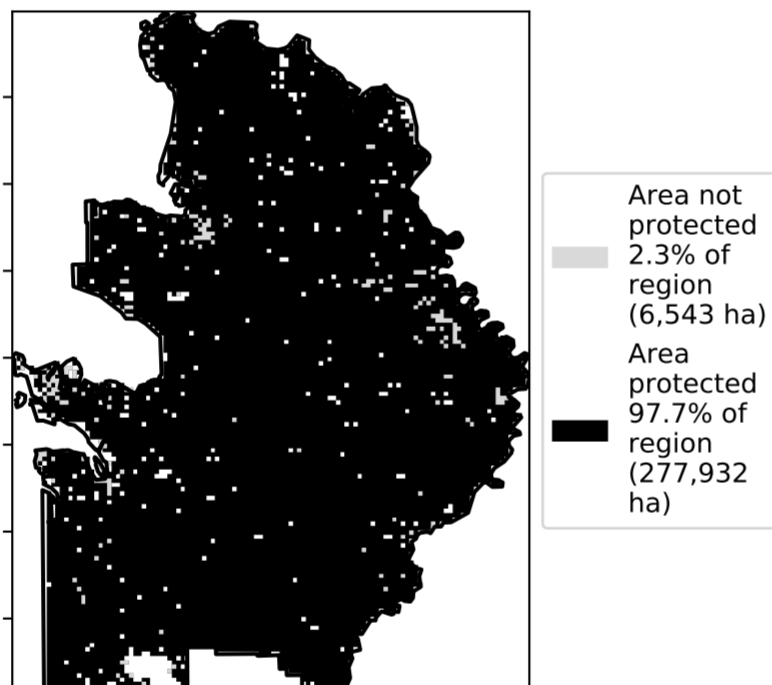 Area not
protected
2.3% of
region
(6,543 ha)
Area
protected
97.7% of
region
(277,932
ha)